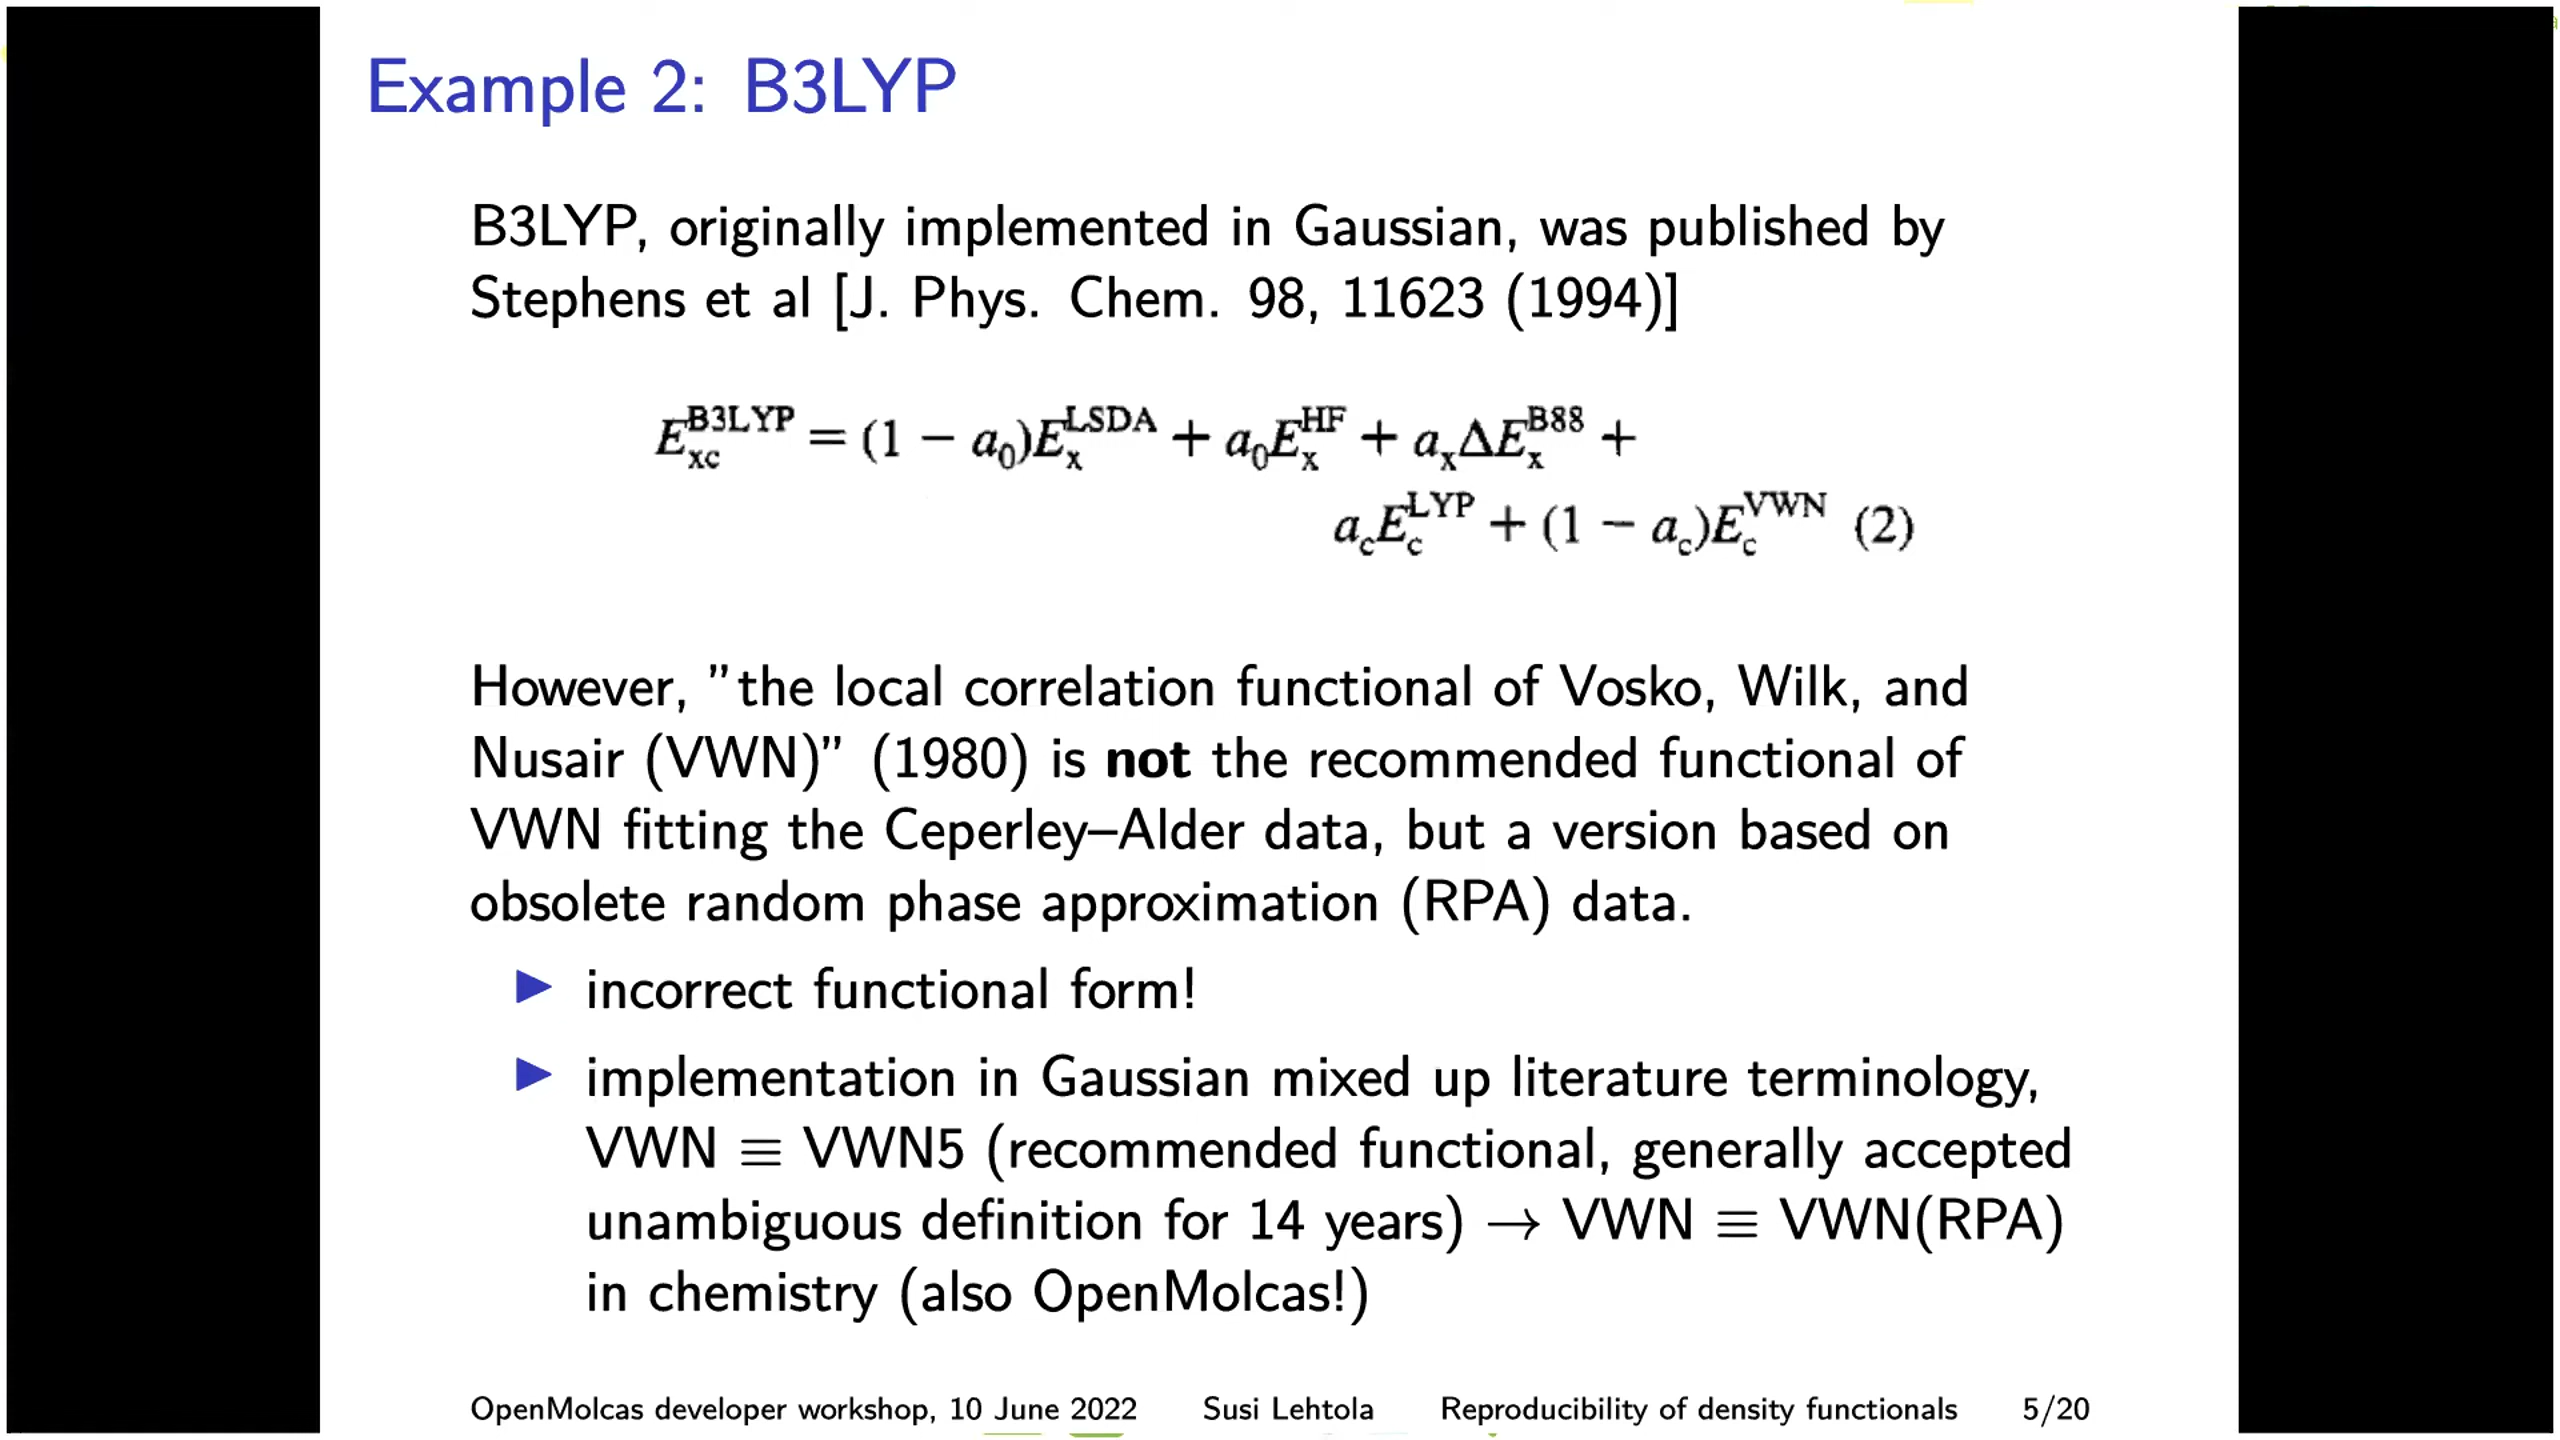 Example 2: B3LYP
B3LYP, originally implemented in Gaussian, was published by
Stephens et al [J. Phys. Chem. 98, 11623 (1994)]
E_xc^B3LYP = (1 − a_0)E_x^LSDA + a_0E_x^HF + a_xΔE_x^B88 +
a_cE_c^LYP + (1 − a_c)E_c^VWN (2)
However, ”the local correlation functional of Vosko, Wilk, and
Nusair (VWN)” (1980) is not the recommended functional of
VWN fitting the Ceperley–Alder data, but a version based on
obsolete random phase approximation (RPA) data.
▶ incorrect functional form!
▶ implementation in Gaussian mixed up literature terminology,
VWN ≡ VWN5 (recommended functional, generally accepted
unambiguous definition for 14 years) → VWN ≡ VWN(RPA)
in chemistry (also OpenMolcas!)
OpenMolcas developer workshop, 10 June 2022 Susi Lehtola Reproducibility of density functionals 5/20